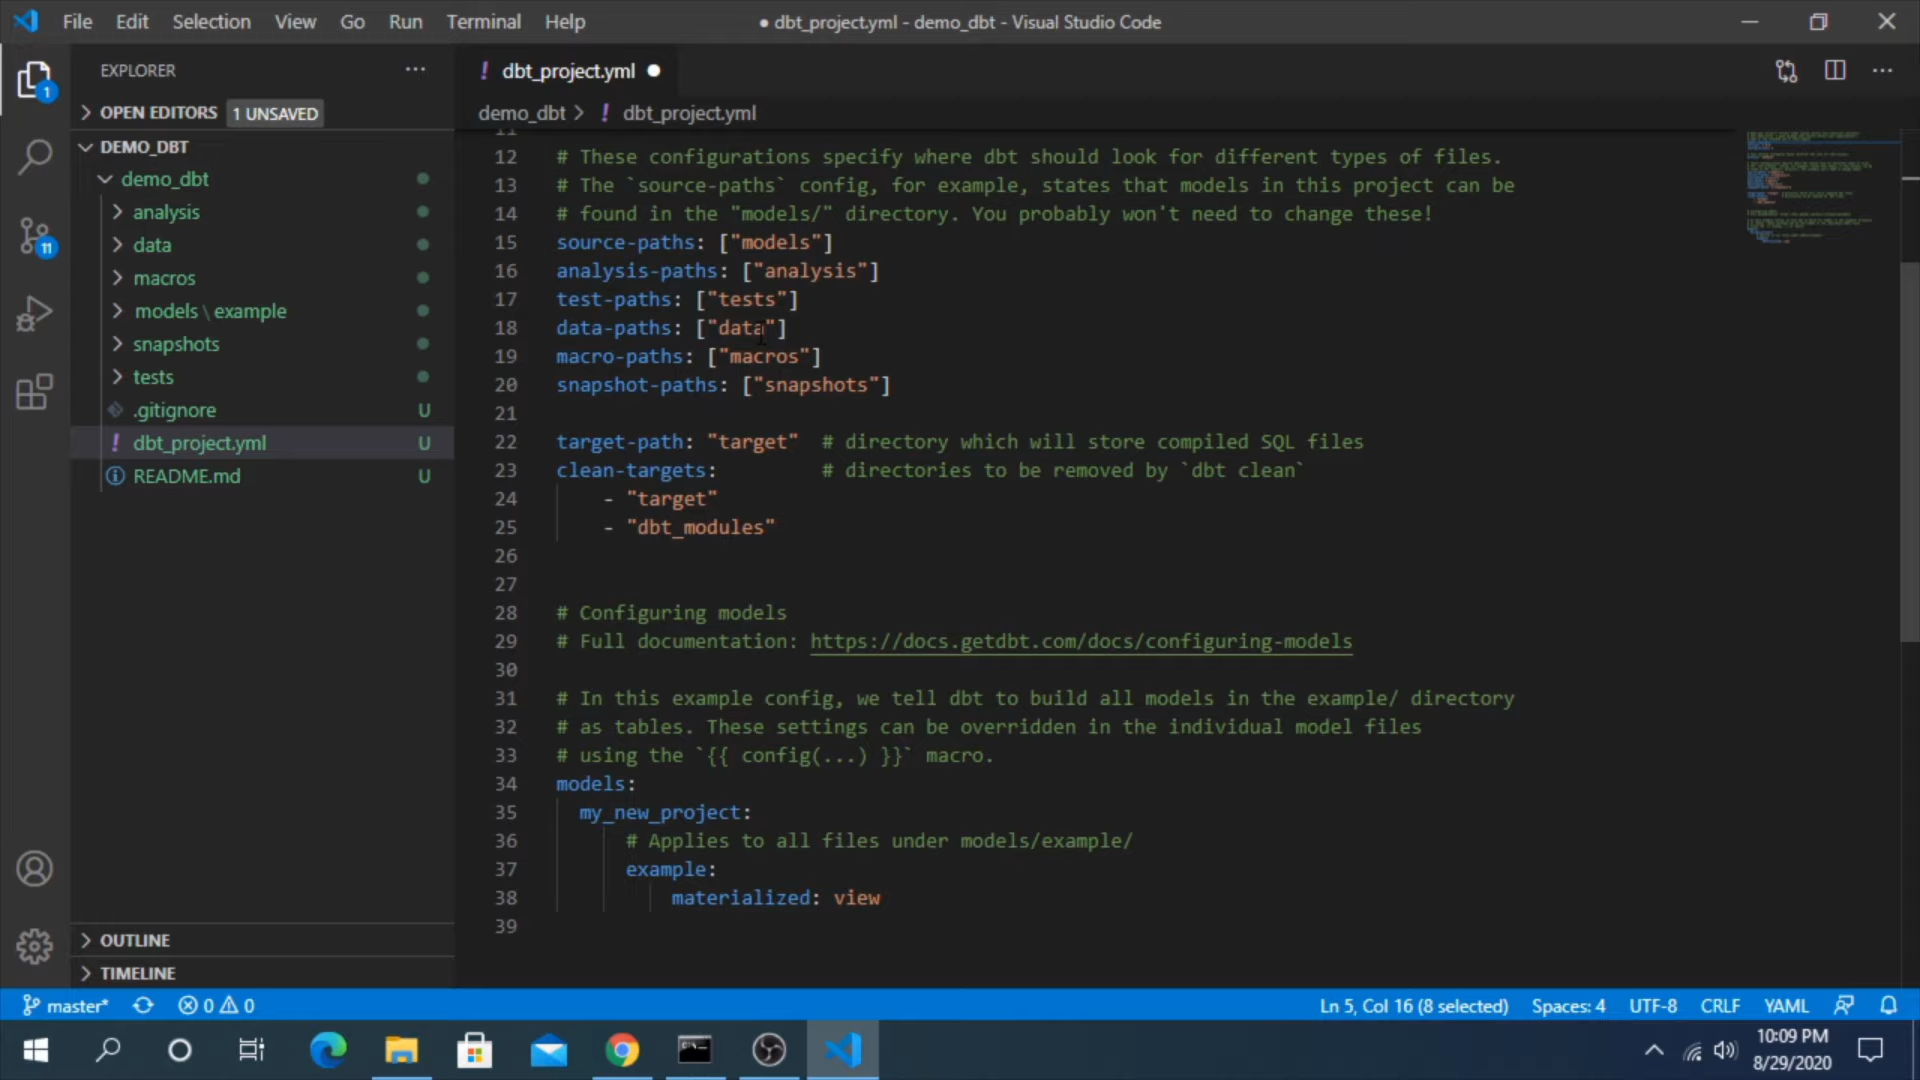 File Edit Selection View Go Run Terminal Help
● dbt_project.yml - demo_dbt - Visual Studio Code
EXPLORER
OPEN EDITORS 1 UNSAVED
DEMO_DBT
demo_dbt
analysis
data
macros
models \ example
snapshots
tests
.gitignore U
! dbt_project.yml U
README.md U
OUTLINE
TIMELINE
1
11
! dbt_project.yml ●
demo_dbt > ! dbt_project.yml
11
12 # These configurations specify where dbt should look for different types of files.
13 # The `source-paths` config, for example, states that models in this project can be
14 # found in the "models/" directory. You probably won't need to change these!
15 source-paths: ["models"]
16 analysis-paths: ["analysis"]
17 test-paths: ["tests"]
18 data-paths: ["data"]
19 macro-paths: ["macros"]
20 snapshot-paths: ["snapshots"]
21
22 target-path: "target"  # directory which will store compiled SQL files
23 clean-targets:         # directories to be removed by `dbt clean`
24     - "target"
25     - "dbt_modules"
26
27
28 # Configuring models
29 # Full documentation: https://docs.getdbt.com/docs/configuring-models
30
31 # In this example config, we tell dbt to build all models in the example/ directory
32 # as tables. These settings can be overridden in the individual model files
33 # using the `{{ config(...) }}` macro.
34 models:
35   my_new_project:
36       # Applies to all files under models/example/
37       example:
38           materialized: view
39
master* 0 0
Ln 5, Col 16 (8 selected) Spaces: 4 UTF-8 CRLF YAML
10:09 PM
8/29/2020